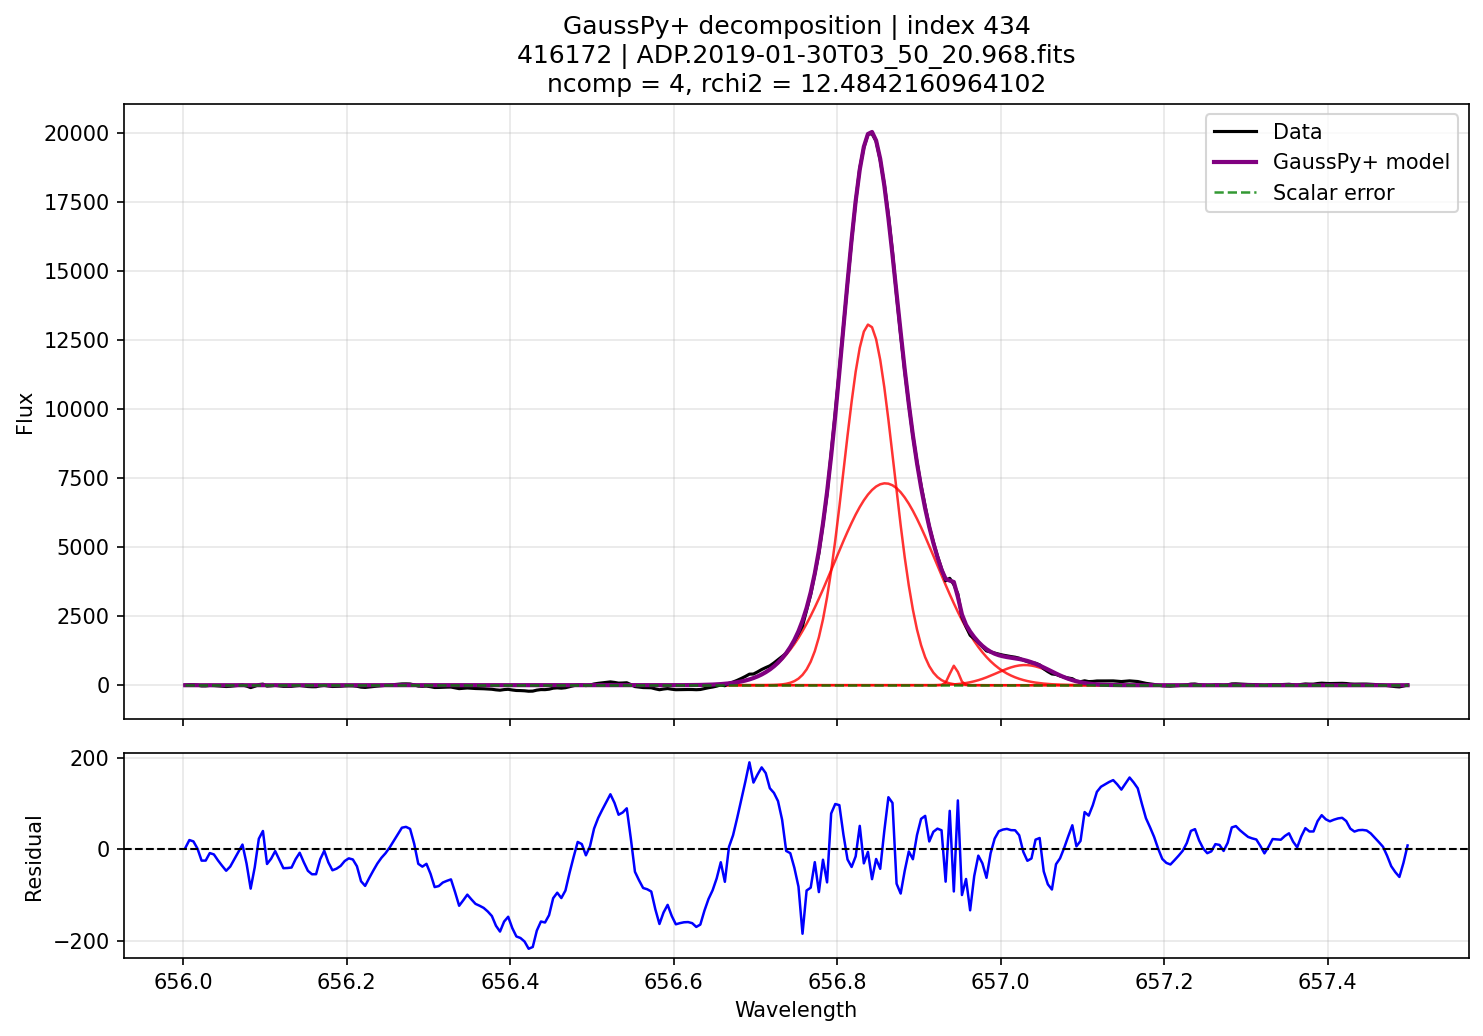 GaussPy+ decomposition | index 434
416172 | ADP.2019-01-30T03_50_20.968.fits
ncomp = 4, rchi2 = 12.4842160964102
Data
GaussPy+ model
Scalar error
Flux
20000
17500
15000
12500
10000
7500
5000
2500
0
Residual
200
0
−200
656.0
656.2
656.4
656.6
656.8
657.0
657.2
657.4
Wavelength